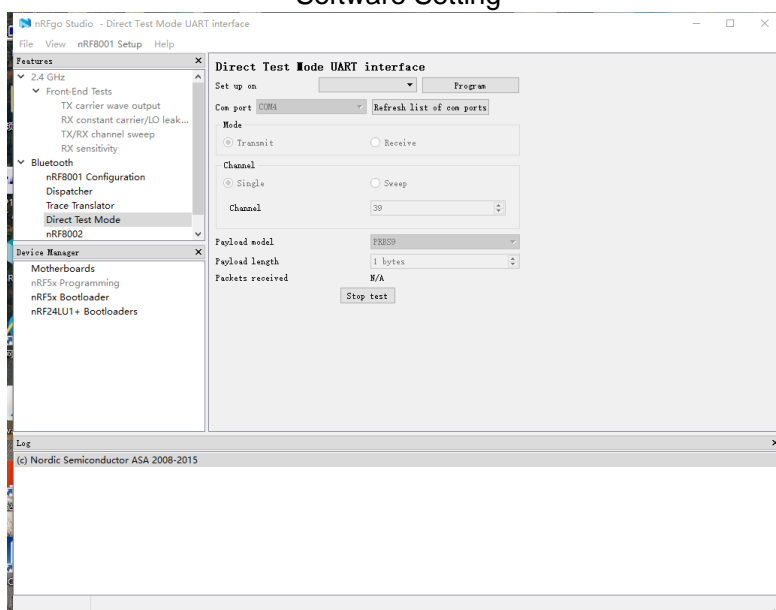 Software Setting
nRFgo Studio - Direct Test Mode UART interface
File View nRF8001 Setup Help
Features
2.4 GHz
Front-End Tests
TX carrier wave output
RX constant carrier/LO leak...
TX/RX channel sweep
RX sensitivity
Bluetooth
nRF8001 Configuration
Dispatcher
Trace Translator
Direct Test Mode
nRF8002
Device Manager
Motherboards
nRF5x Programming
nRF5x Bootloader
nRF24LU1+ Bootloaders
Direct Test Mode UART interface
Set up on Program
Com port COM4 Refresh list of com ports
Mode
Transmit Receive
Channel
Single Sweep
Channel 39
Payload model PRBS9
Payload length 1 bytes
Packets received N/A
Stop test
Log
(c) Nordic Semiconductor ASA 2008-2015